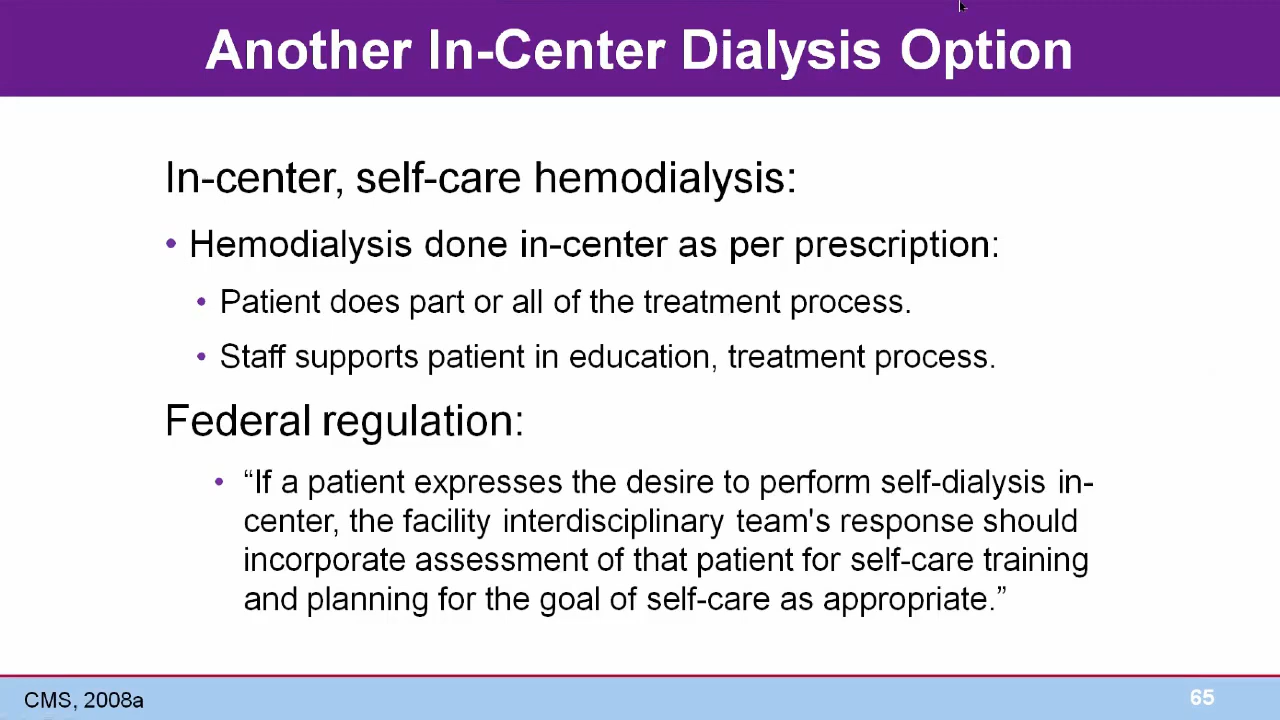 Another In-Center Dialysis Option
In-center, self-care hemodialysis:
• Hemodialysis done in-center as per prescription:
• Patient does part or all of the treatment process.
• Staff supports patient in education, treatment process.
Federal regulation:
• “If a patient expresses the desire to perform self-dialysis in-
center, the facility interdisciplinary team's response should
incorporate assessment of that patient for self-care training
and planning for the goal of self-care as appropriate.”
CMS, 2008a
65